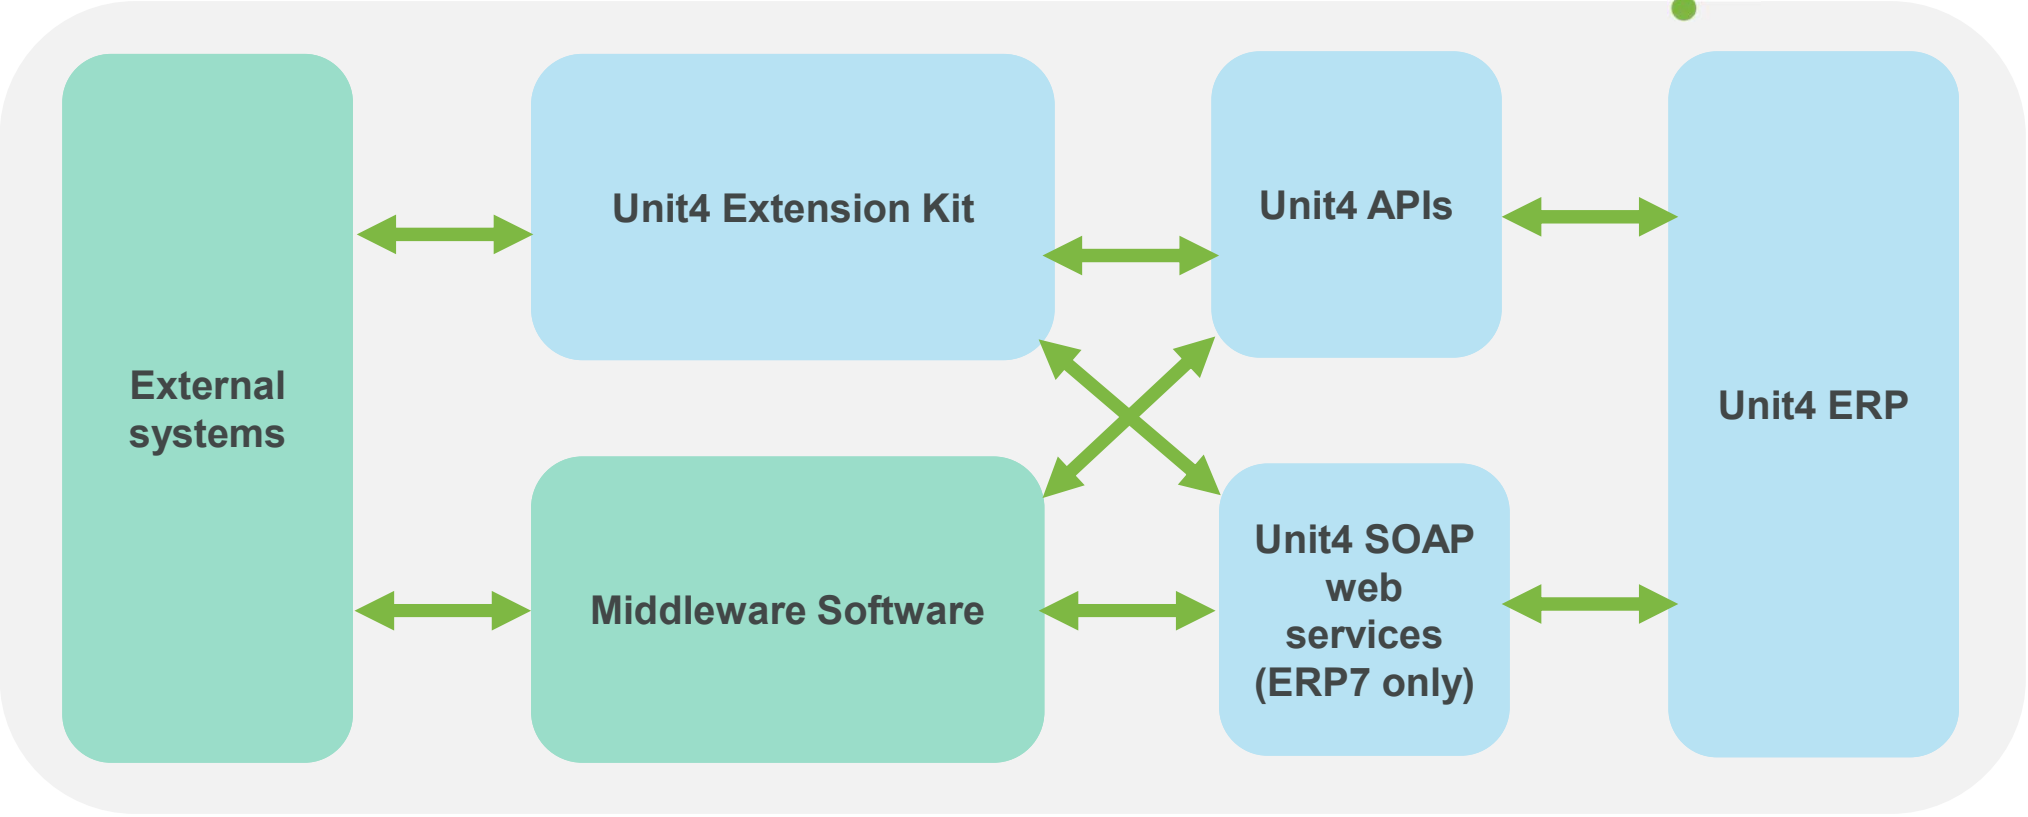 External
systems
Unit4 Extension Kit
Middleware Software
Unit4 APIs
Unit4 SOAP
web
services
(ERP7 only)
Unit4 ERP